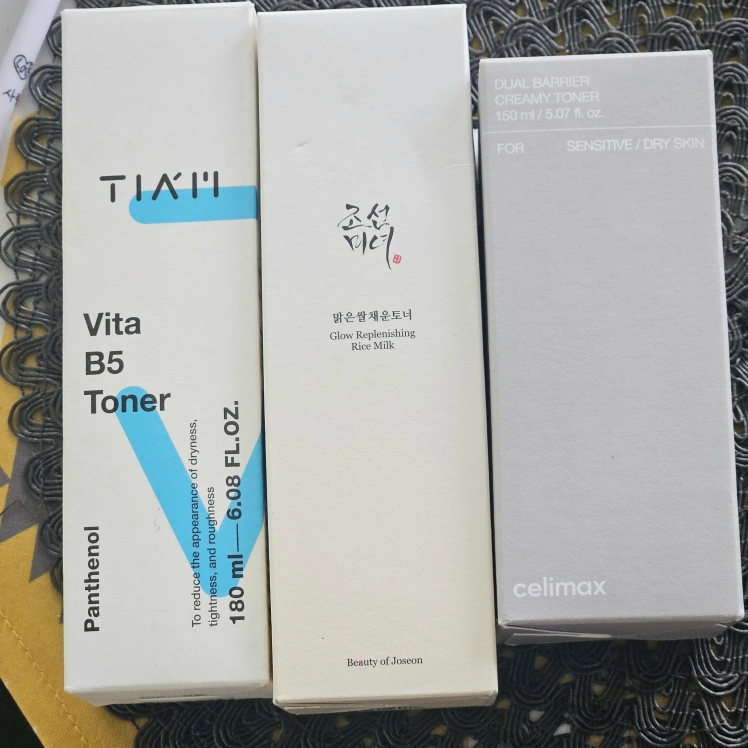 TIA'M
Vita
B5
Toner
Panthenol
To reduce the appearance of dryness,
tightness, and roughness
180 ml — 6.08 FL.OZ.
조선
미녀
맑은쌀채운토너
Glow Replenishing
Rice Milk
Beauty of Joseon
DUAL BARRIER
CREAMY TONER
150 ml / 5.07 fl. oz.
FOR SENSITIVE / DRY SKIN
celimax